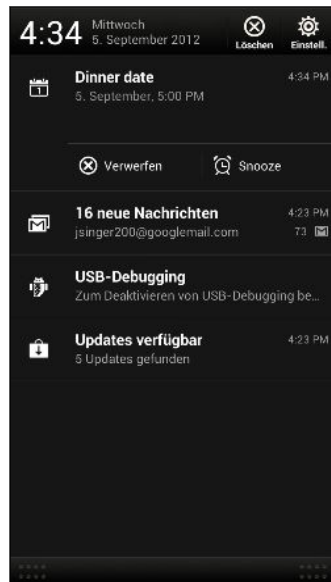 4:34
Mittwoch
5. September 2012
Löschen
Einstell.
1
Dinner date
4:34 PM
5. September, 5:00 PM
Verwerfen
Snooze
16 neue Nachrichten
4:23 PM
jsinger200@googlemail.com
73
USB-Debugging
Zum Deaktivieren von USB-Debugging be...
Updates verfügbar
4:23 PM
5 Updates gefunden